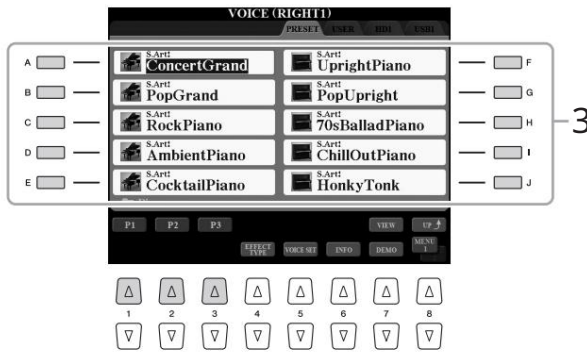 VOICE (RIGHT1)
PRESET USER HD1 USB1
A S.Art! ConcertGrand S.Art! UprightPiano F
B S.Art! PopGrand S.Art! PopUpright G
C S.Art! RockPiano S.Art! 70sBalladPiano H
D S.Art! AmbientPiano S.Art! ChillOutPiano I
E S.Art! CocktailPiano S.Art! HonkyTonk J
3
P1 P2 P3 VIEW UP
EFFECT TYPE VOICE SET INFO DEMO MENU 1
1 2 3 4 5 6 7 8